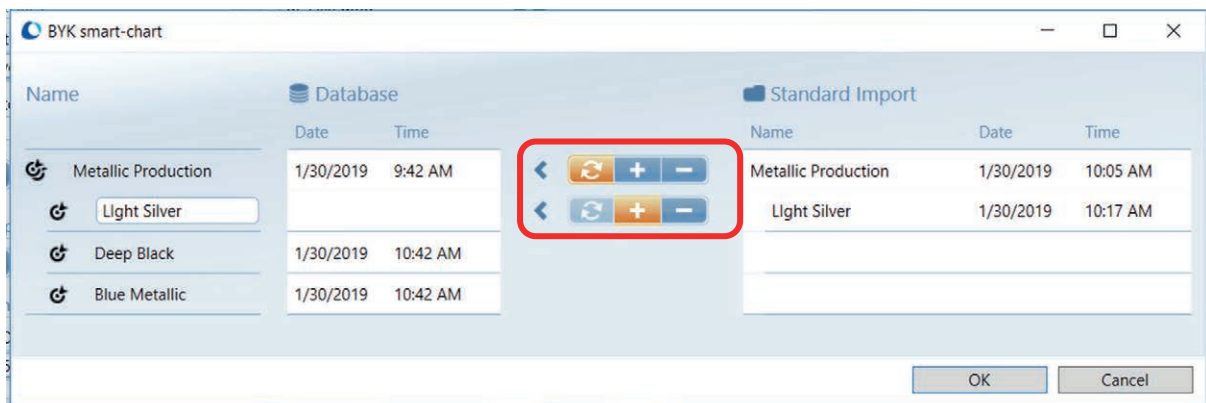 BYK smart-chart
Name Database Standard Import
Date Time Name Date Time
Metallic Production 1/30/2019 9:42 AM Metallic Production 1/30/2019 10:05 AM
LIght Silver LIght Silver 1/30/2019 10:17 AM
Deep Black 1/30/2019 10:42 AM
Blue Metallic 1/30/2019 10:42 AM
OK Cancel